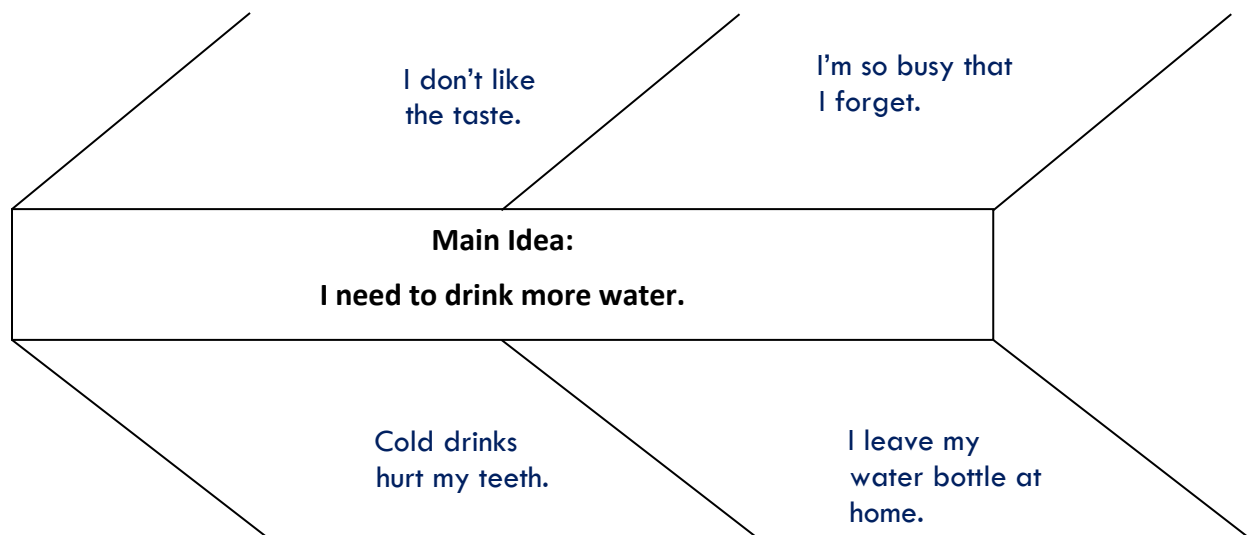 I don’t like
the taste.
I’m so busy that
I forget.
Main Idea:
I need to drink more water.
Cold drinks
hurt my teeth.
I leave my
water bottle at
home.